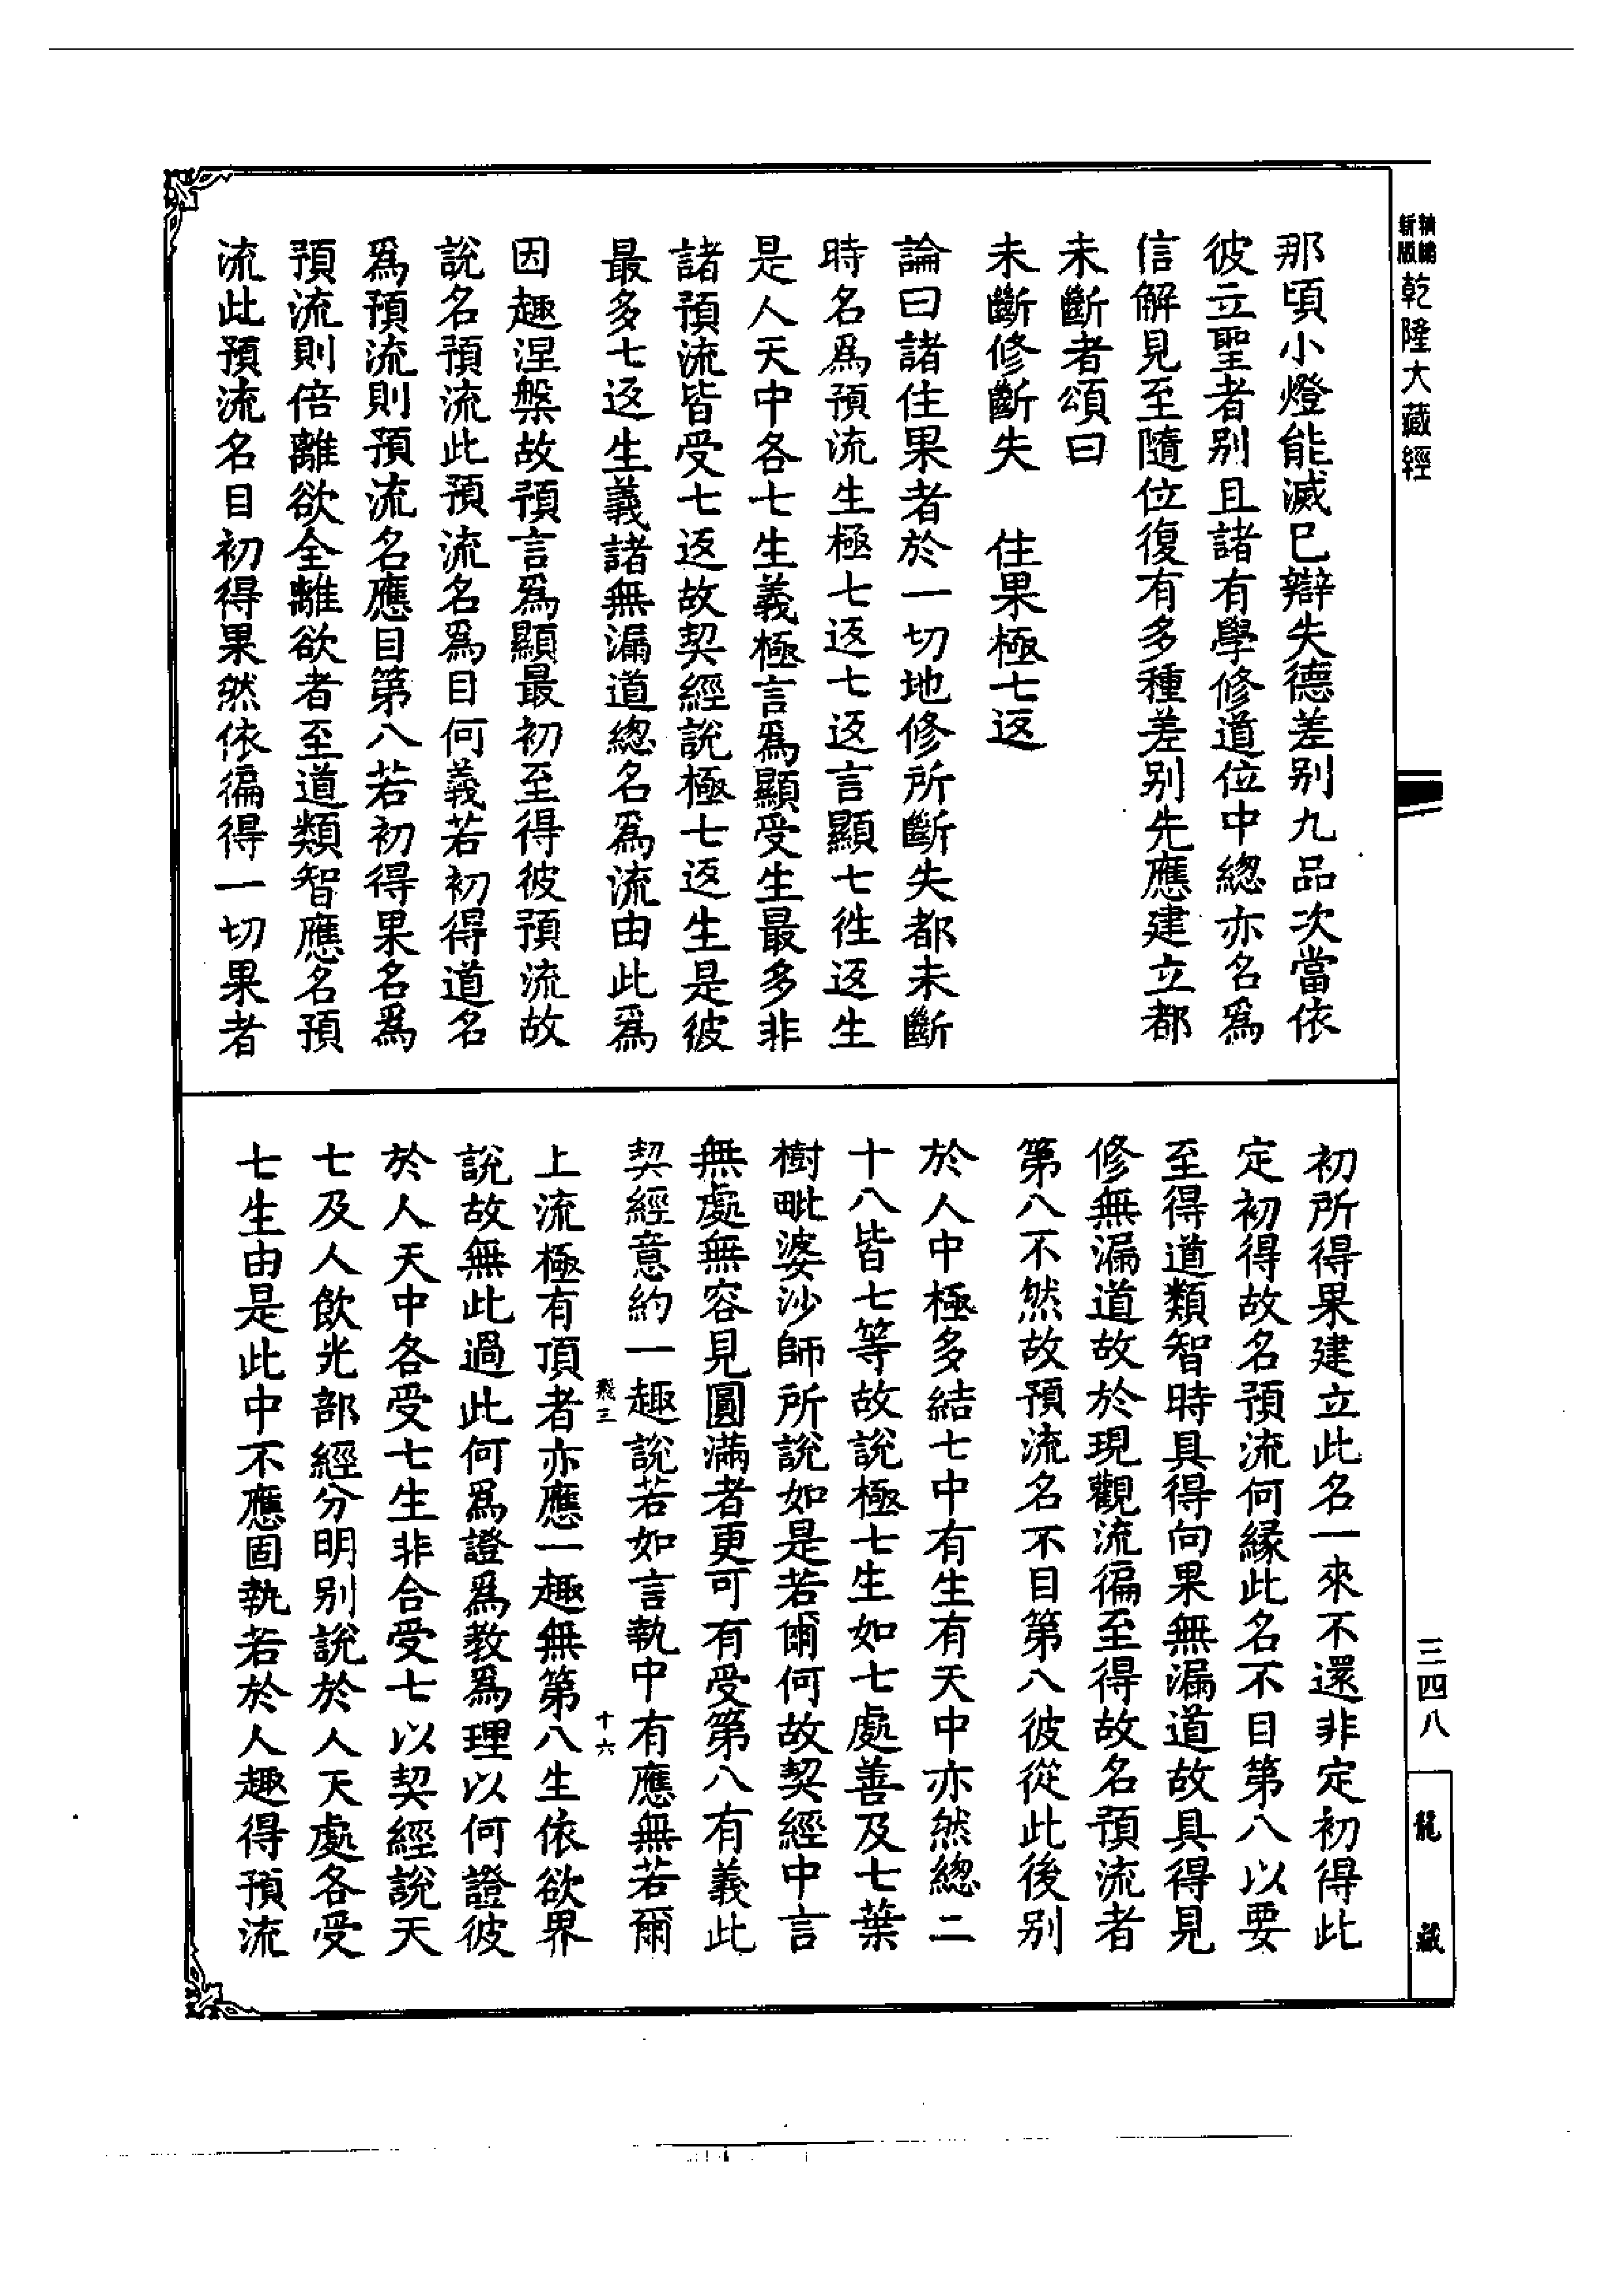 精編
新版
乾隆大藏經
那頃小燈能滅巳辯失德差别九品次當依
彼立聖者别且諸有學修道位中總亦名爲
信解見至隨位復有多種差别先應建立都
未斷者頌曰
未斷修斷失　住果極七返
論曰諸住果者於一切地修所斷失都未斷
時名爲預流生極七返七返言顯七徃返生
是人天中各七生義極言爲顯受生最多非
諸預流皆受七返故契經說極七返生是彼
最多七返生義諸無漏道總名爲流由此爲
因趣涅槃故預言爲顯最初至得彼預流故
說名預流此預流名爲目何義若初得道名
爲預流則預流名應目第八若初得果名爲
預流則倍離欲全離欲者至道類智應名預
流此預流名目初得果然依徧得一切果者
初所得果建立此名一來不還非定初得此
定初得故名預流何緣此名不目第八以要
至得道類智時具得向果無漏道故具得見
修無漏道故於現觀流徧至得故名預流者
第八不然故預流名不目第八彼從此後别
於人中極多結七中有生有天中亦然總二
十八皆七等故說極七生如七處善及七葉
樹毗婆沙師所說如是若爾何故契經中言
無處無容見圓滿者更可有受第八有義此
契經意約一趣說若如言執中有應無若爾
投三
十六
上流極有頂者亦應一趣無第八生依欲界
說故無此過此何爲證爲教爲理以何證彼
於人天中各受七生非合受七以契經說天
七及人飲光部經分明别說於人天處各受
七生由是此中不應固執若於人趣得預流
三四八
龍藏